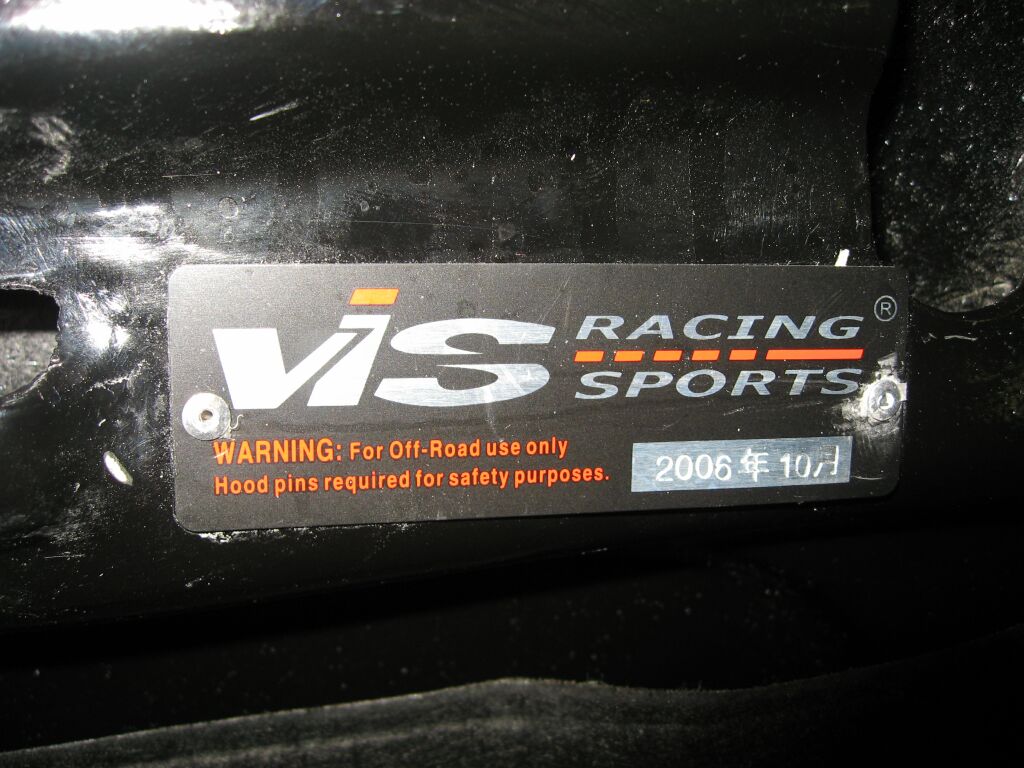 ViS RACING SPORTS ®
WARNING: For Off-Road use only
Hood pins required for safety purposes.
2006年10月